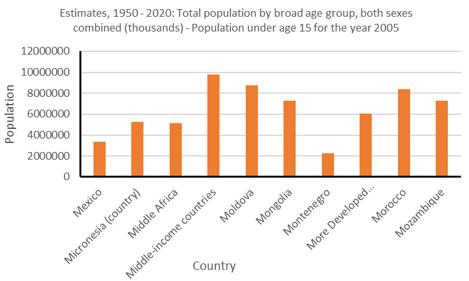 Estimates, 1950 - 2020: Total population by broad age group, both sexes
combined (thousands) - Population under age 15 for the year 2005
12000000
10000000
8000000
6000000
4000000
2000000
0
Population
Mexico
Micronesia (country)
Middle Africa
Middle-income countries
Moldova
Mongolia
Montenegro
More Developed...
Morocco
Mozambique
Country